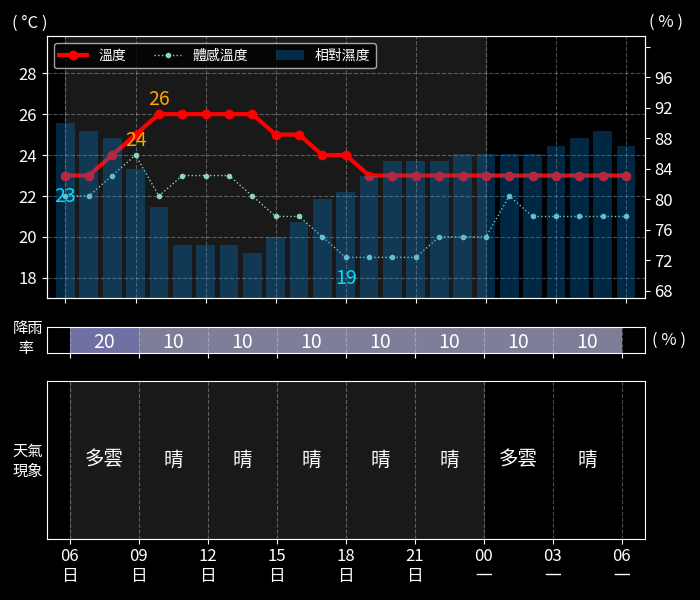 ( °C )
( % )
溫度
體感溫度
相對濕度
28
26
24
22
20
18
96
92
88
84
80
76
72
68
26
24
23
19
降雨
率
20 10 10 10 10 10 10 10
( % )
天氣
現象
多雲 晴 晴 晴 晴 晴 多雲 晴
06 09 12 15 18 21 00 03 06
日 日 日 日 日 日 一 一 一